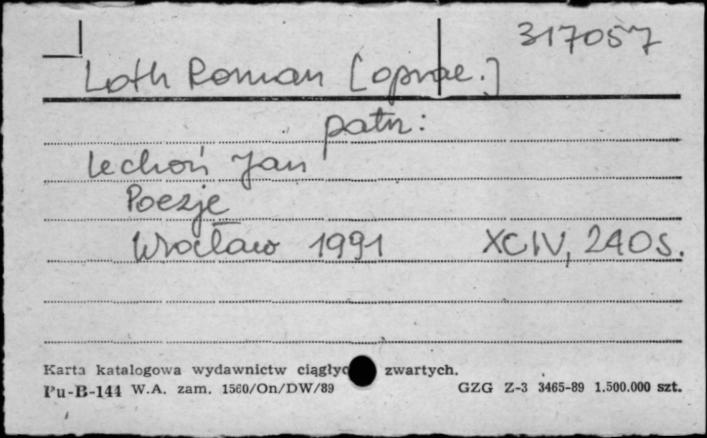 317057
Loth Roman [oprac.]
patrz:
Lechoń Jan
Poezje
Wrocław 1991 XCIV, 240 s.
Karta katalogowa wydawnictw zwartych.
Pu-B-144 W.A. zam. 1560/On/DW/89 GZG Z-3 3465-89 1.500.000 szt.